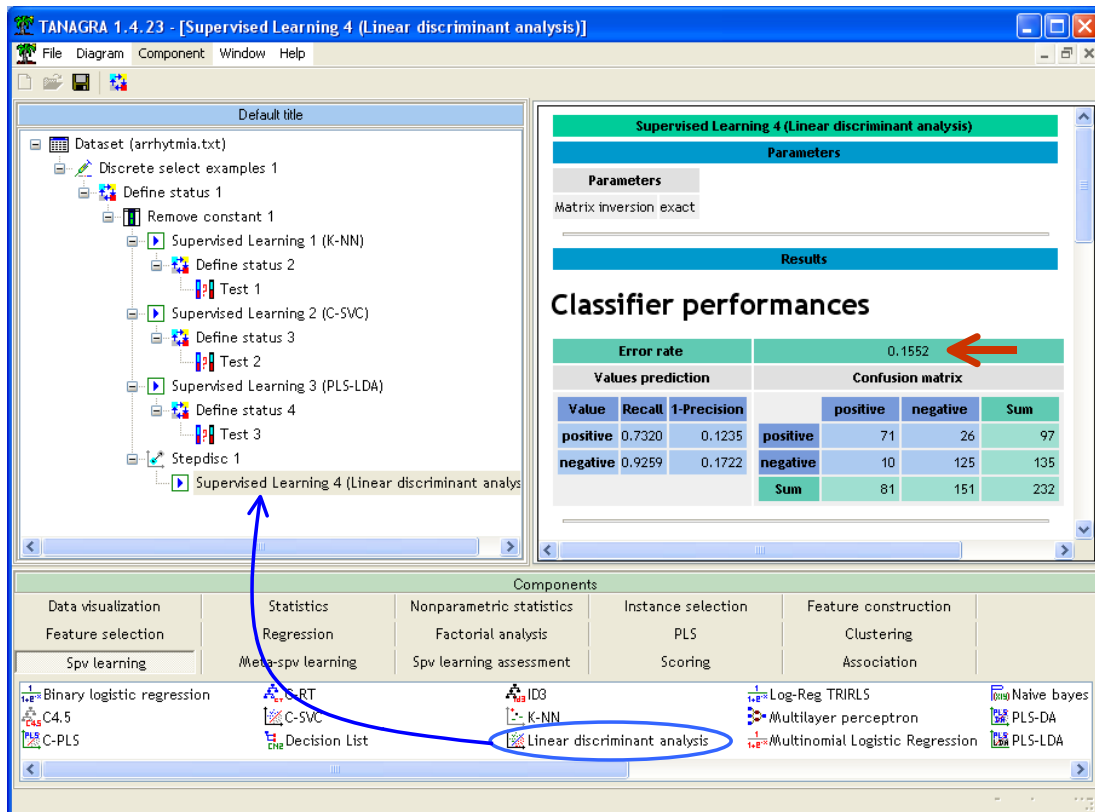 TANAGRA 1.4.23 - [Supervised Learning 4 (Linear discriminant analysis)]
File Diagram Component Window Help
Default title
Dataset (arrhytmia.txt)
Discrete select examples 1
Define status 1
Remove constant 1
Supervised Learning 1 (K-NN)
Define status 2
Test 1
Supervised Learning 2 (C-SVC)
Define status 3
Test 2
Supervised Learning 3 (PLS-LDA)
Define status 4
Test 3
Stepdisc 1
Supervised Learning 4 (Linear discriminant analys
Supervised Learning 4 (Linear discriminant analysis)
Parameters
Parameters
Matrix inversion exact
Results
Classifier performances
Error rate 0.1552
Values prediction Confusion matrix
Value Recall 1-Precision positive negative Sum
positive 0.7320 0.1235 positive 71 26 97
negative 0.9259 0.1722 negative 10 125 135
Sum 81 151 232
Components
Data visualization Statistics Nonparametric statistics Instance selection Feature construction
Feature selection Regression Factorial analysis PLS Clustering
Spv learning Meta-spv learning Spv learning assessment Scoring Association
Binary logistic regression C-RT ID3 Log-Reg TRIRLS Naive bayes
C4.5 C-SVC K-NN Multilayer perceptron PLS-DA
C-PLS Decision List Linear discriminant analysis Multinomial Logistic Regression PLS-LDA